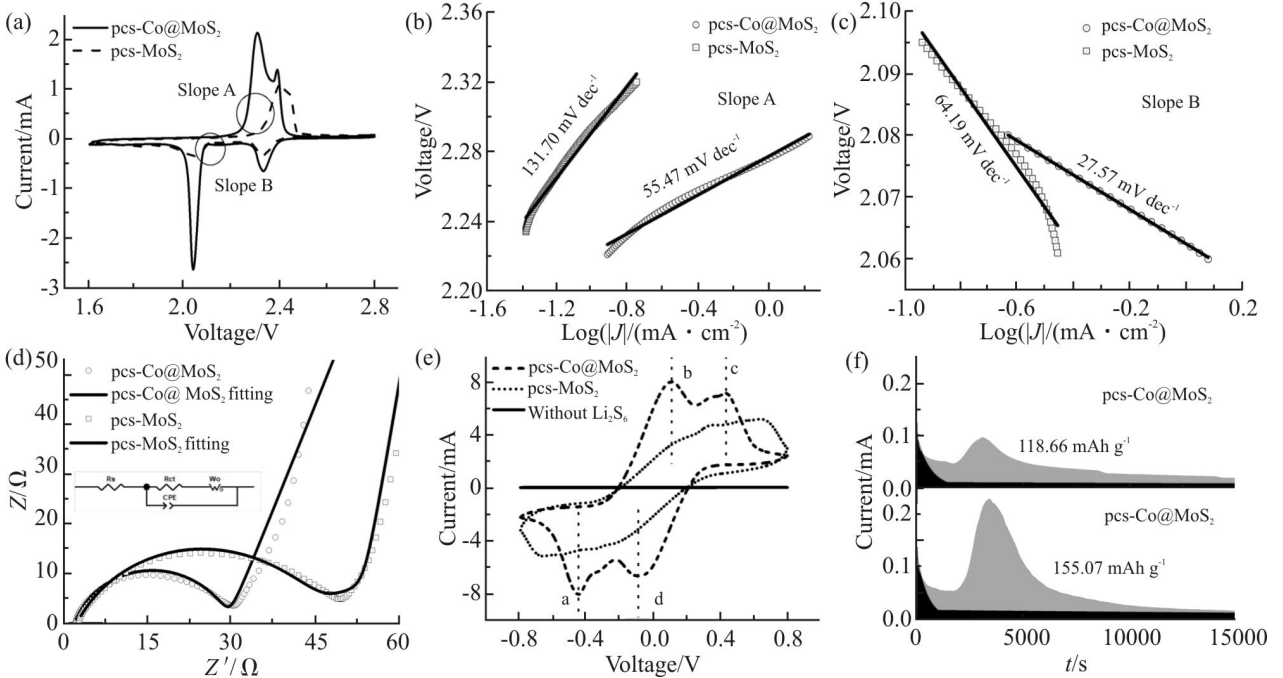 (a)
pcs-Co@MoS₂
pcs-MoS₂
Slope A
Slope B
Current/mA
2
1
0
-1
-2
-3
1.6
2.0
2.4
2.8
Voltage/V
(b)
pcs-Co@MoS₂
pcs-MoS₂
Slope A
131.70 mV dec⁻¹
55.47 mV dec⁻¹
Voltage/V
2.36
2.32
2.28
2.24
2.20
-1.6
-1.2
-0.8
-0.4
0.0
Log(|J|/(mA·cm⁻²)
(c)
pcs-Co@MoS₂
pcs-MoS₂
Slope B
64.19 mV dec⁻¹
27.57 mV dec⁻¹
Voltage/V
2.10
2.09
2.08
2.07
2.06
-1.0
-0.6
-0.2
0.2
Log(|J|/(mA·cm⁻²)
(d)
pcs-Co@MoS₂
pcs-Co@ MoS₂ fitting
pcs-MoS₂
pcs-MoS₂ fitting
Rs
Rct
Wo
CPE
Z/Ω
50
40
30
20
10
0
0
15
30
45
60
Z′/Ω
(e)
pcs-Co@MoS₂
pcs-MoS₂
Without Li₂S₆
b
c
a
d
Current/mA
8
4
0
-4
-8
-0.8
-0.4
0.0
0.4
0.8
Voltage/V
(f)
pcs-Co@MoS₂
118.66 mAh g⁻¹
pcs-Co@MoS₂
155.07 mAh g⁻¹
Current/mA
0.2
0.1
0.0
0.2
0.1
0.0
0
5000
10000
15000
t/s